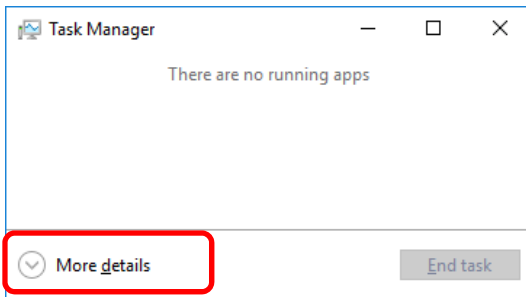 Task Manager
There are no running apps
More details
End task